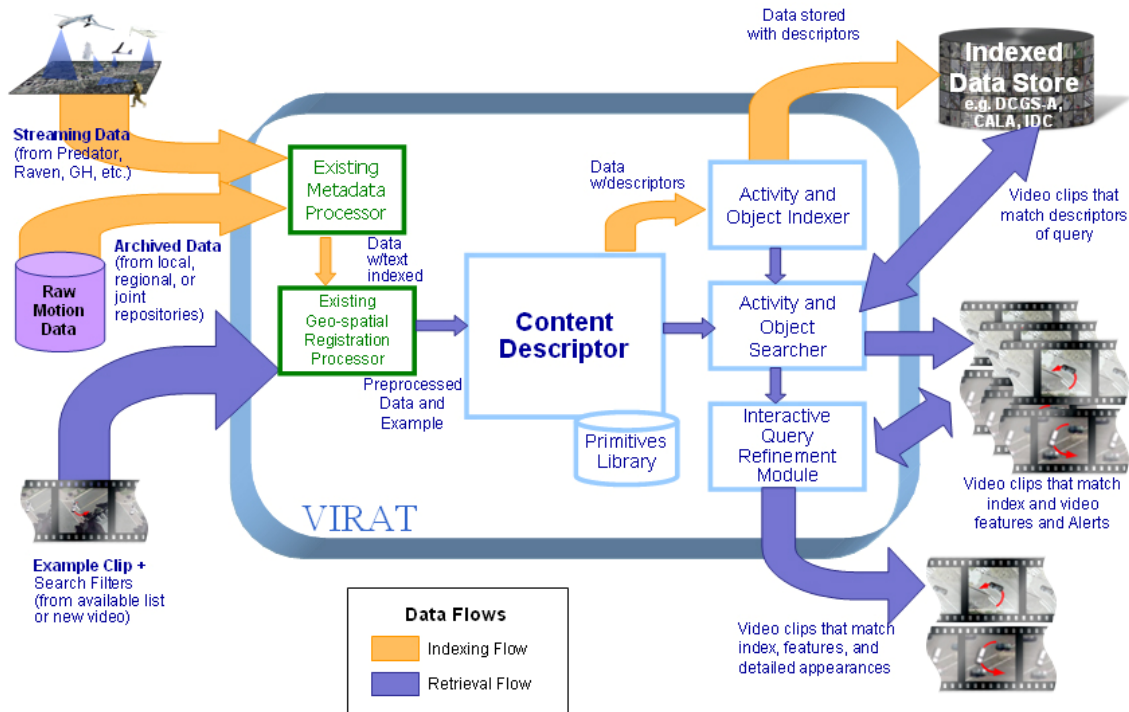 Data stored
with descriptors
Indexed
Data Store
e.g. DCGS-A,
CALA, IDC
Streaming Data
(from Predator,
Raven, GH, etc.)
Existing
Metadata
Processor
Data
w/descriptors
Activity and
Object Indexer
Video clips that
match descriptors
of query
Archived Data
(from local,
regional, or
joint
repositories)
Raw
Motion
Data
Data
w/text
indexed
Existing
Geo-spatial
Registration
Processor
Content
Descriptor
Activity and
Object
Searcher
Preprocessed
Data and
Example
Primitives
Library
Interactive
Query
Refinement
Module
Video clips that match
index and video
features and Alerts
VIRAT
Example Clip +
Search Filters
(from available list
or new video)
Data Flows
Indexing Flow
Retrieval Flow
Video clips that match
index, features, and
detailed appearances